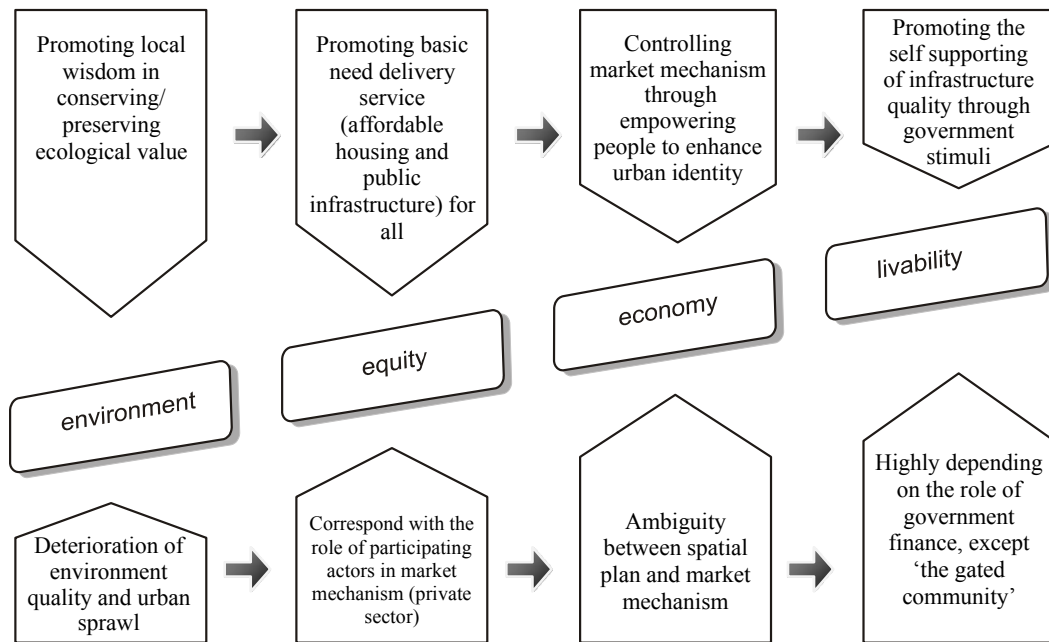 Promoting local
wisdom in
conserving/
preserving
ecological value
Promoting basic
need delivery
service
(affordable
housing and
public
infrastructure) for
all
Controlling
market mechanism
through
empowering
people to enhance
urban identity
Promoting the
self supporting
of infrastructure
quality through
government
stimuli
environment
equity
economy
livability
Deterioration of
environment
quality and urban
sprawl
Correspond with the
role of participating
actors in market
mechanism (private
sector)
Ambiguity
between spatial
plan and market
mechanism
Highly depending
on the role of
government
finance, except
‘the gated
community’